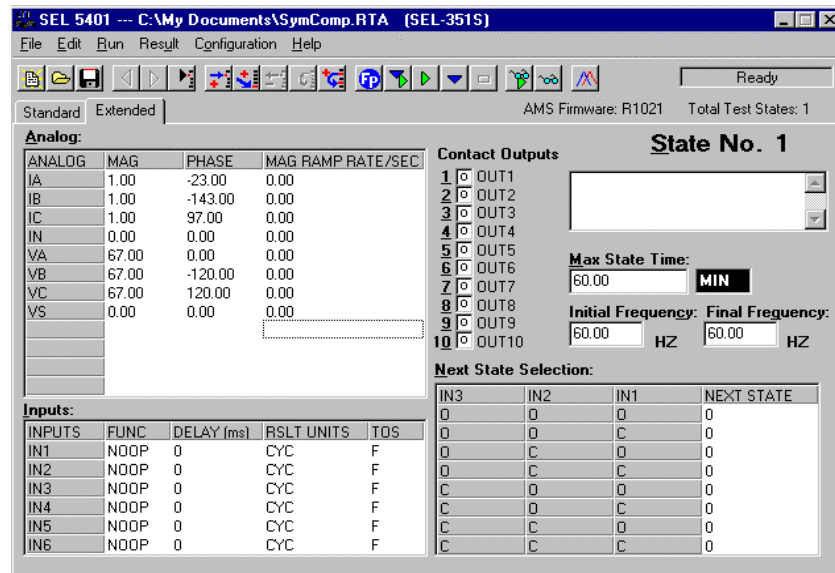 SEL 5401 --- C:\My Documents\SymComp.RTA (SEL-351S)
File Edit Run Result Configuration Help
Fp
Ready
Standard Extended AMS Firmware: R1021 Total Test States: 1
Analog:
ANALOG MAG PHASE MAG RAMP RATE/SEC
IA 1.00 -23.00 0.00
IB 1.00 -143.00 0.00
IC 1.00 97.00 0.00
IN 0.00 0.00 0.00
VA 67.00 0.00 0.00
VB 67.00 -120.00 0.00
VC 67.00 120.00 0.00
VS 0.00 0.00 0.00
Contact Outputs
1 O OUT1
2 O OUT2
3 O OUT3
4 O OUT4
5 O OUT5
6 O OUT6
7 O OUT7
8 O OUT8
9 O OUT9
10 O OUT10
State No. 1
Max State Time:
60.00 MIN
Initial Frequency: Final Frequency:
60.00 HZ 60.00 HZ
Inputs:
INPUTS FUNC DELAY (ms) RSLT UNITS TOS
IN1 NOOP 0 CYC F
IN2 NOOP 0 CYC F
IN3 NOOP 0 CYC F
IN4 NOOP 0 CYC F
IN5 NOOP 0 CYC F
IN6 NOOP 0 CYC F
Next State Selection:
IN3 IN2 IN1 NEXT STATE
O O O 0
O O C 0
O C O 0
O C C 0
C O O 0
C O C 0
C C O 0
C C C 0